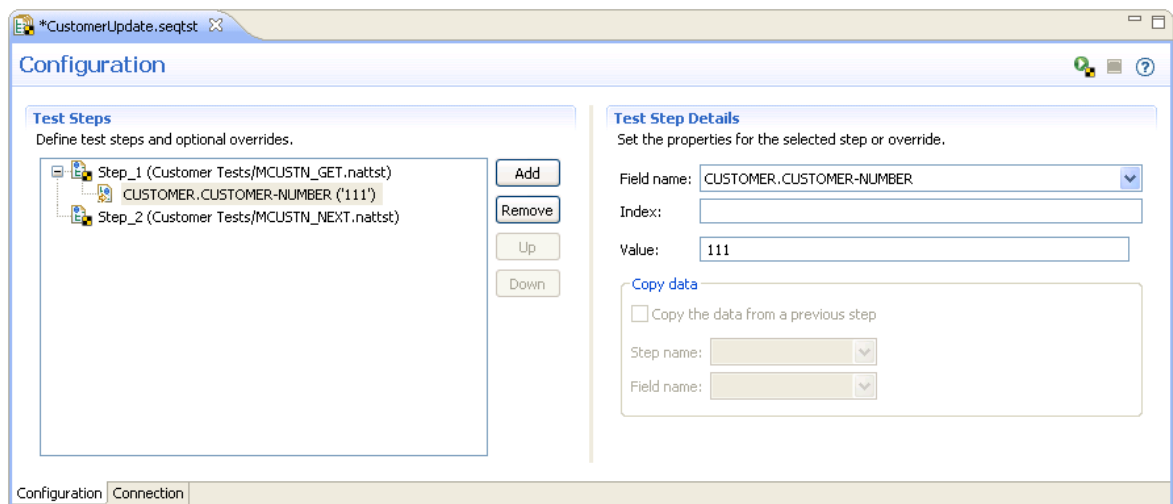 *CustomerUpdate.seqtst
Configuration
Test Steps
Define test steps and optional overrides.
Step_1 (Customer Tests/MCUSTN_GET.nattst)
CUSTOMER.CUSTOMER-NUMBER ('111')
Step_2 (Customer Tests/MCUSTN_NEXT.nattst)
Add
Remove
Up
Down
Test Step Details
Set the properties for the selected step or override.
Field name: CUSTOMER.CUSTOMER-NUMBER
Index:
Value: 111
Copy data
Copy the data from a previous step
Step name:
Field name:
Configuration Connection